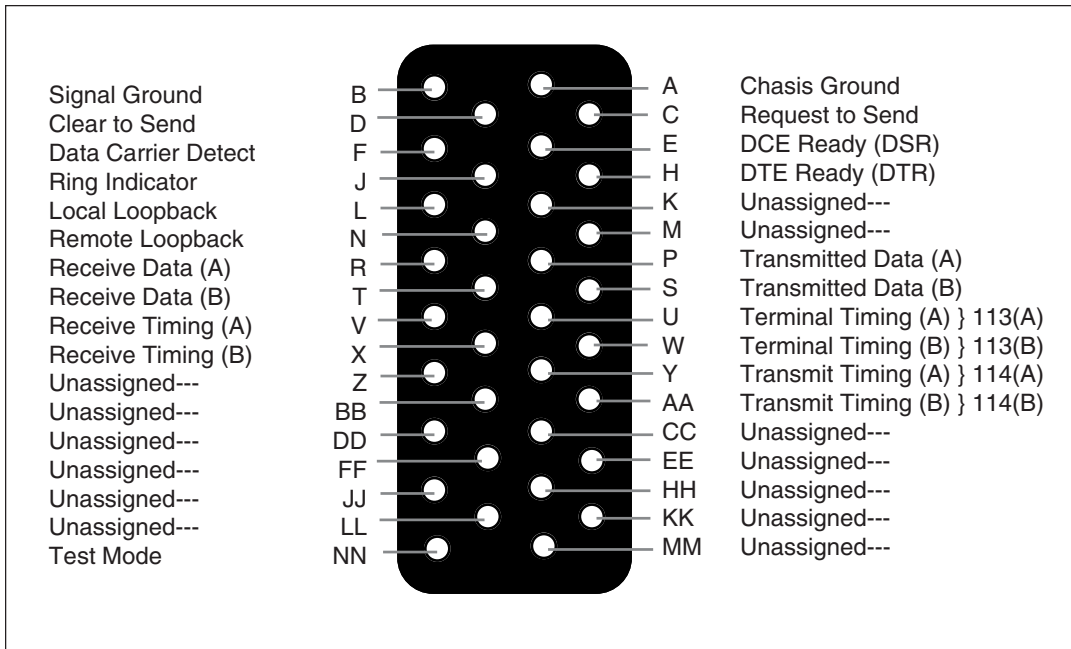 Signal Ground B A Chasis Ground
Clear to Send D C Request to Send
Data Carrier Detect F E DCE Ready (DSR)
Ring Indicator J H DTE Ready (DTR)
Local Loopback L K Unassigned---
Remote Loopback N M Unassigned---
Receive Data (A) R P Transmitted Data (A)
Receive Data (B) T S Transmitted Data (B)
Receive Timing (A) V U Terminal Timing (A) } 113(A)
Receive Timing (B) X W Terminal Timing (B) } 113(B)
Unassigned--- Z Y Transmit Timing (A) } 114(A)
Unassigned--- BB AA Transmit Timing (B) } 114(B)
Unassigned--- DD CC Unassigned---
Unassigned--- FF EE Unassigned---
Unassigned--- JJ HH Unassigned---
Unassigned--- LL KK Unassigned---
Test Mode NN MM Unassigned---